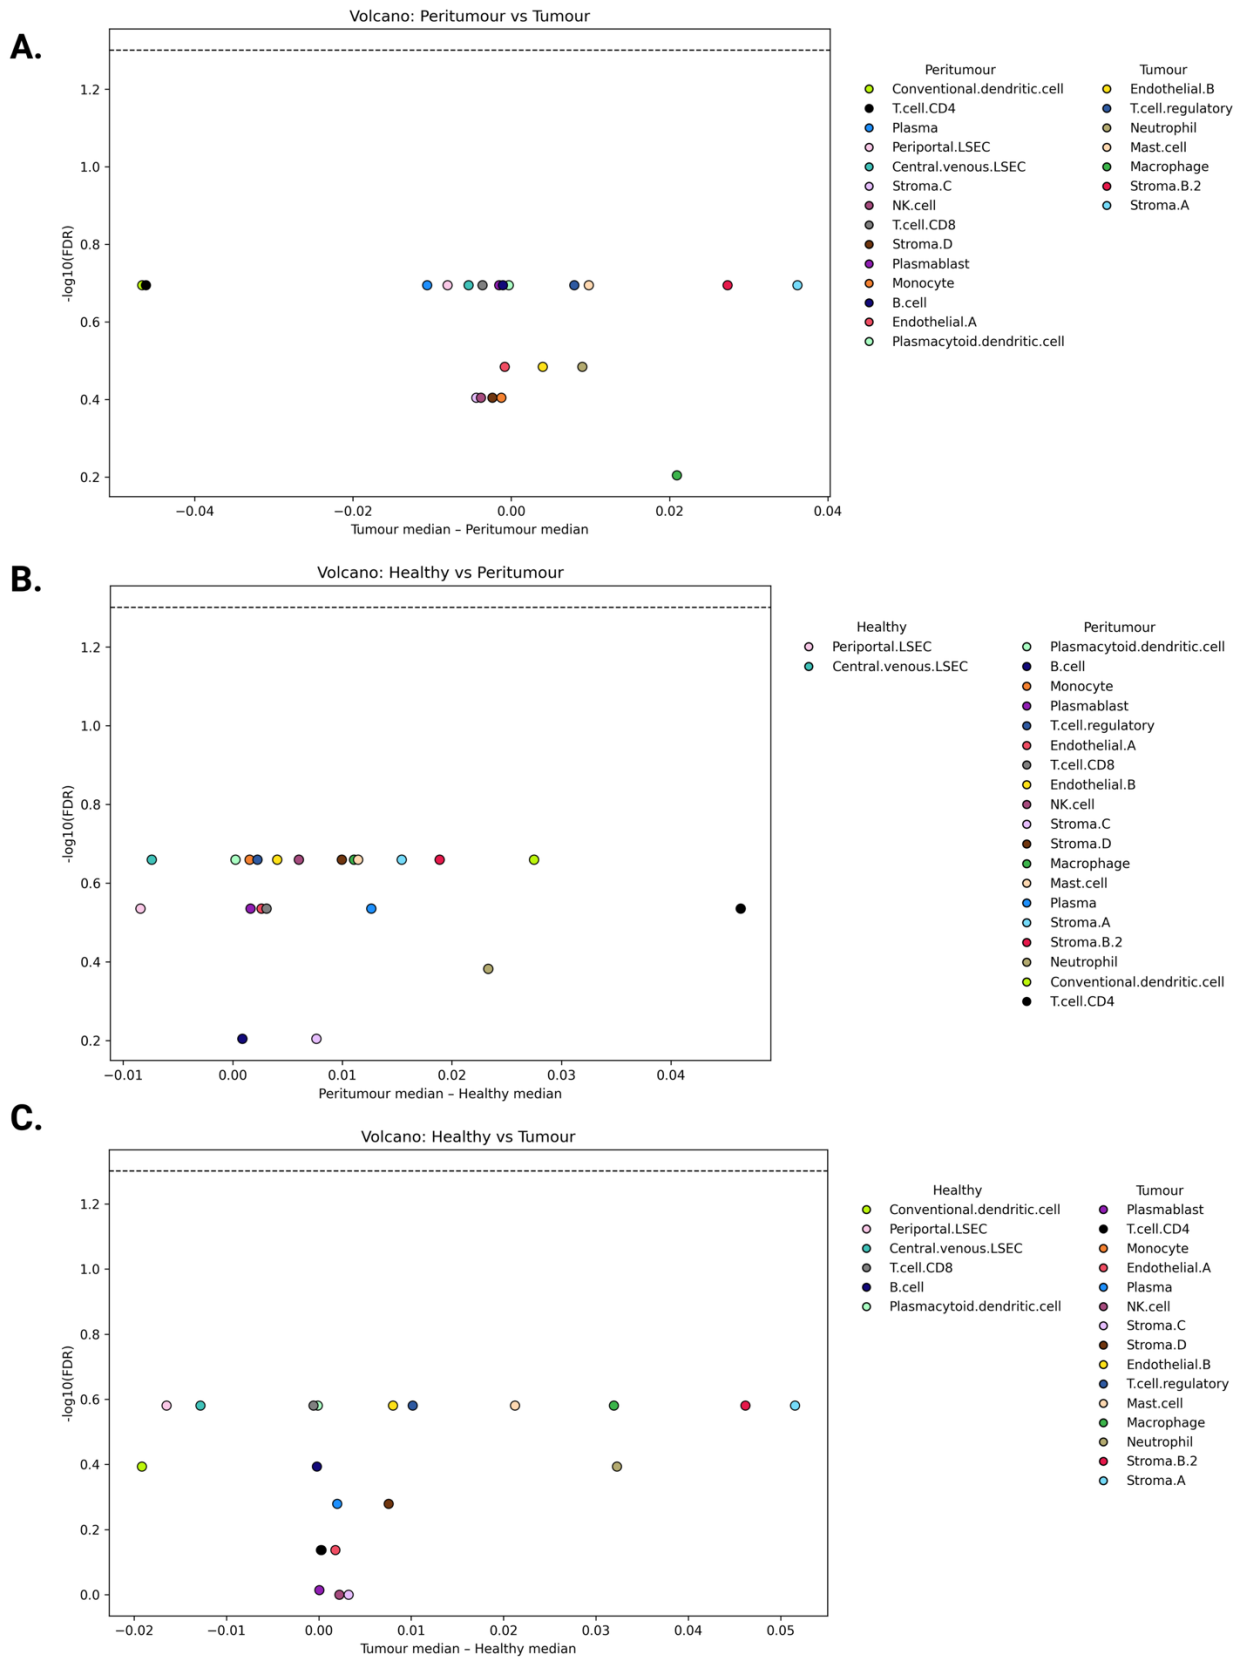 A.
Volcano: Peritumour vs Tumour
-log10(FDR)
1.2
1.0
0.8
0.6
0.4
0.2
−0.04 −0.02 0.00 0.02 0.04
Tumour median – Peritumour median
Peritumour
Conventional.dendritic.cell
T.cell.CD4
Plasma
Periportal.LSEC
Central.venous.LSEC
Stroma.C
NK.cell
T.cell.CD8
Stroma.D
Plasmablast
Monocyte
B.cell
Endothelial.A
Plasmacytoid.dendritic.cell
Tumour
Endothelial.B
T.cell.regulatory
Neutrophil
Mast.cell
Macrophage
Stroma.B.2
Stroma.A
B.
Volcano: Healthy vs Peritumour
-log10(FDR)
1.2
1.0
0.8
0.6
0.4
0.2
−0.01 0.00 0.01 0.02 0.03 0.04
Peritumour median – Healthy median
Healthy
Periportal.LSEC
Central.venous.LSEC
Peritumour
Plasmacytoid.dendritic.cell
B.cell
Monocyte
Plasmablast
T.cell.regulatory
Endothelial.A
T.cell.CD8
Endothelial.B
NK.cell
Stroma.C
Stroma.D
Macrophage
Mast.cell
Plasma
Stroma.A
Stroma.B.2
Neutrophil
Conventional.dendritic.cell
T.cell.CD4
C.
Volcano: Healthy vs Tumour
-log10(FDR)
1.2
1.0
0.8
0.6
0.4
0.2
0.0
−0.02 −0.01 0.00 0.01 0.02 0.03 0.04 0.05
Tumour median – Healthy median
Healthy
Conventional.dendritic.cell
Periportal.LSEC
Central.venous.LSEC
T.cell.CD8
B.cell
Plasmacytoid.dendritic.cell
Tumour
Plasmablast
T.cell.CD4
Monocyte
Endothelial.A
Plasma
NK.cell
Stroma.C
Stroma.D
Endothelial.B
T.cell.regulatory
Mast.cell
Macrophage
Neutrophil
Stroma.B.2
Stroma.A